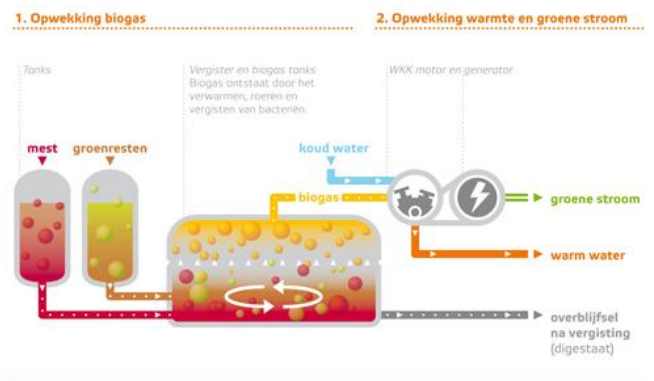 1. Opwekking biogas
2. Opwekking warmte en groene stroom
Tanks
Vergister en biogas tanks
Biogas ontstaat door het
verwarmen, roeren en
vergisten van bacteriën.
WKK motor en generator
mest
groenresten
koud water
biogas
groene stroom
warm water
overblijfsel
na vergisting
(digestaat)